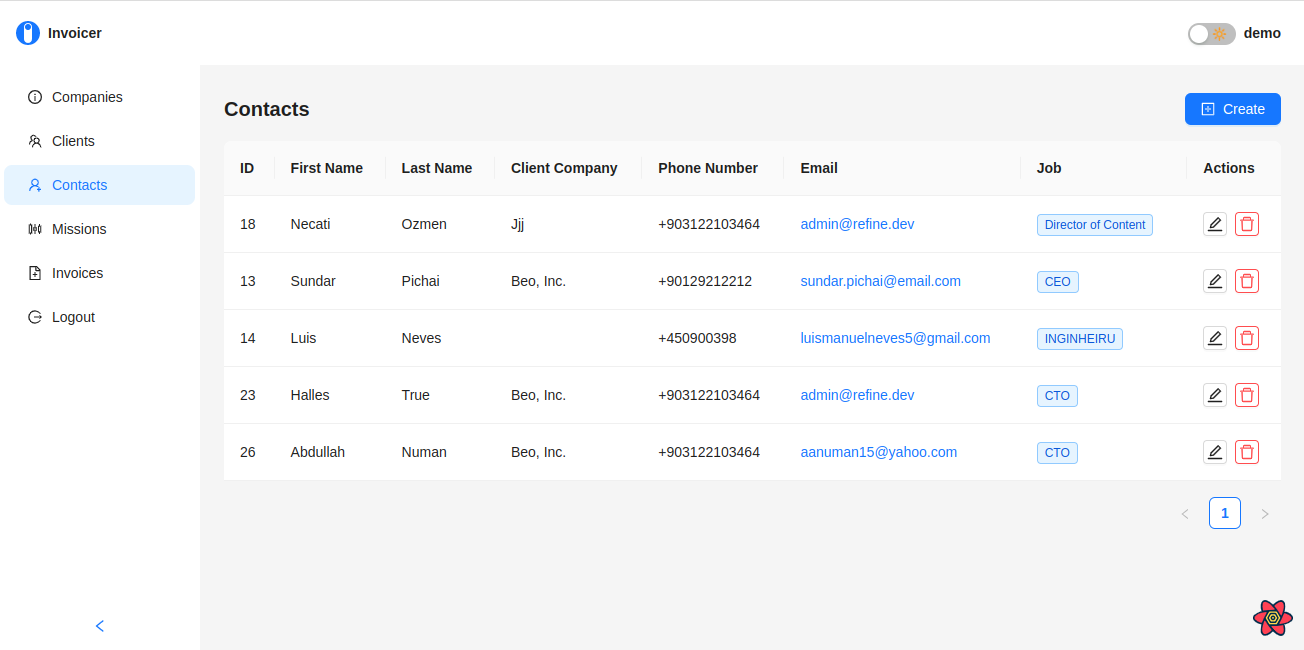 Invoicer
demo
Companies
Clients
Contacts
Missions
Invoices
Logout
Contacts
Create
ID First Name Last Name Client Company Phone Number Email Job Actions
18 Necati Ozmen Jjj +903122103464 admin@refine.dev Director of Content
13 Sundar Pichai Beo, Inc. +90129212212 sundar.pichai@email.com CEO
14 Luis Neves +450900398 luismanuelneves5@gmail.com INGINHEIRU
23 Halles True Beo, Inc. +903122103464 admin@refine.dev CTO
26 Abdullah Numan Beo, Inc. +903122103464 aanuman15@yahoo.com CTO
1